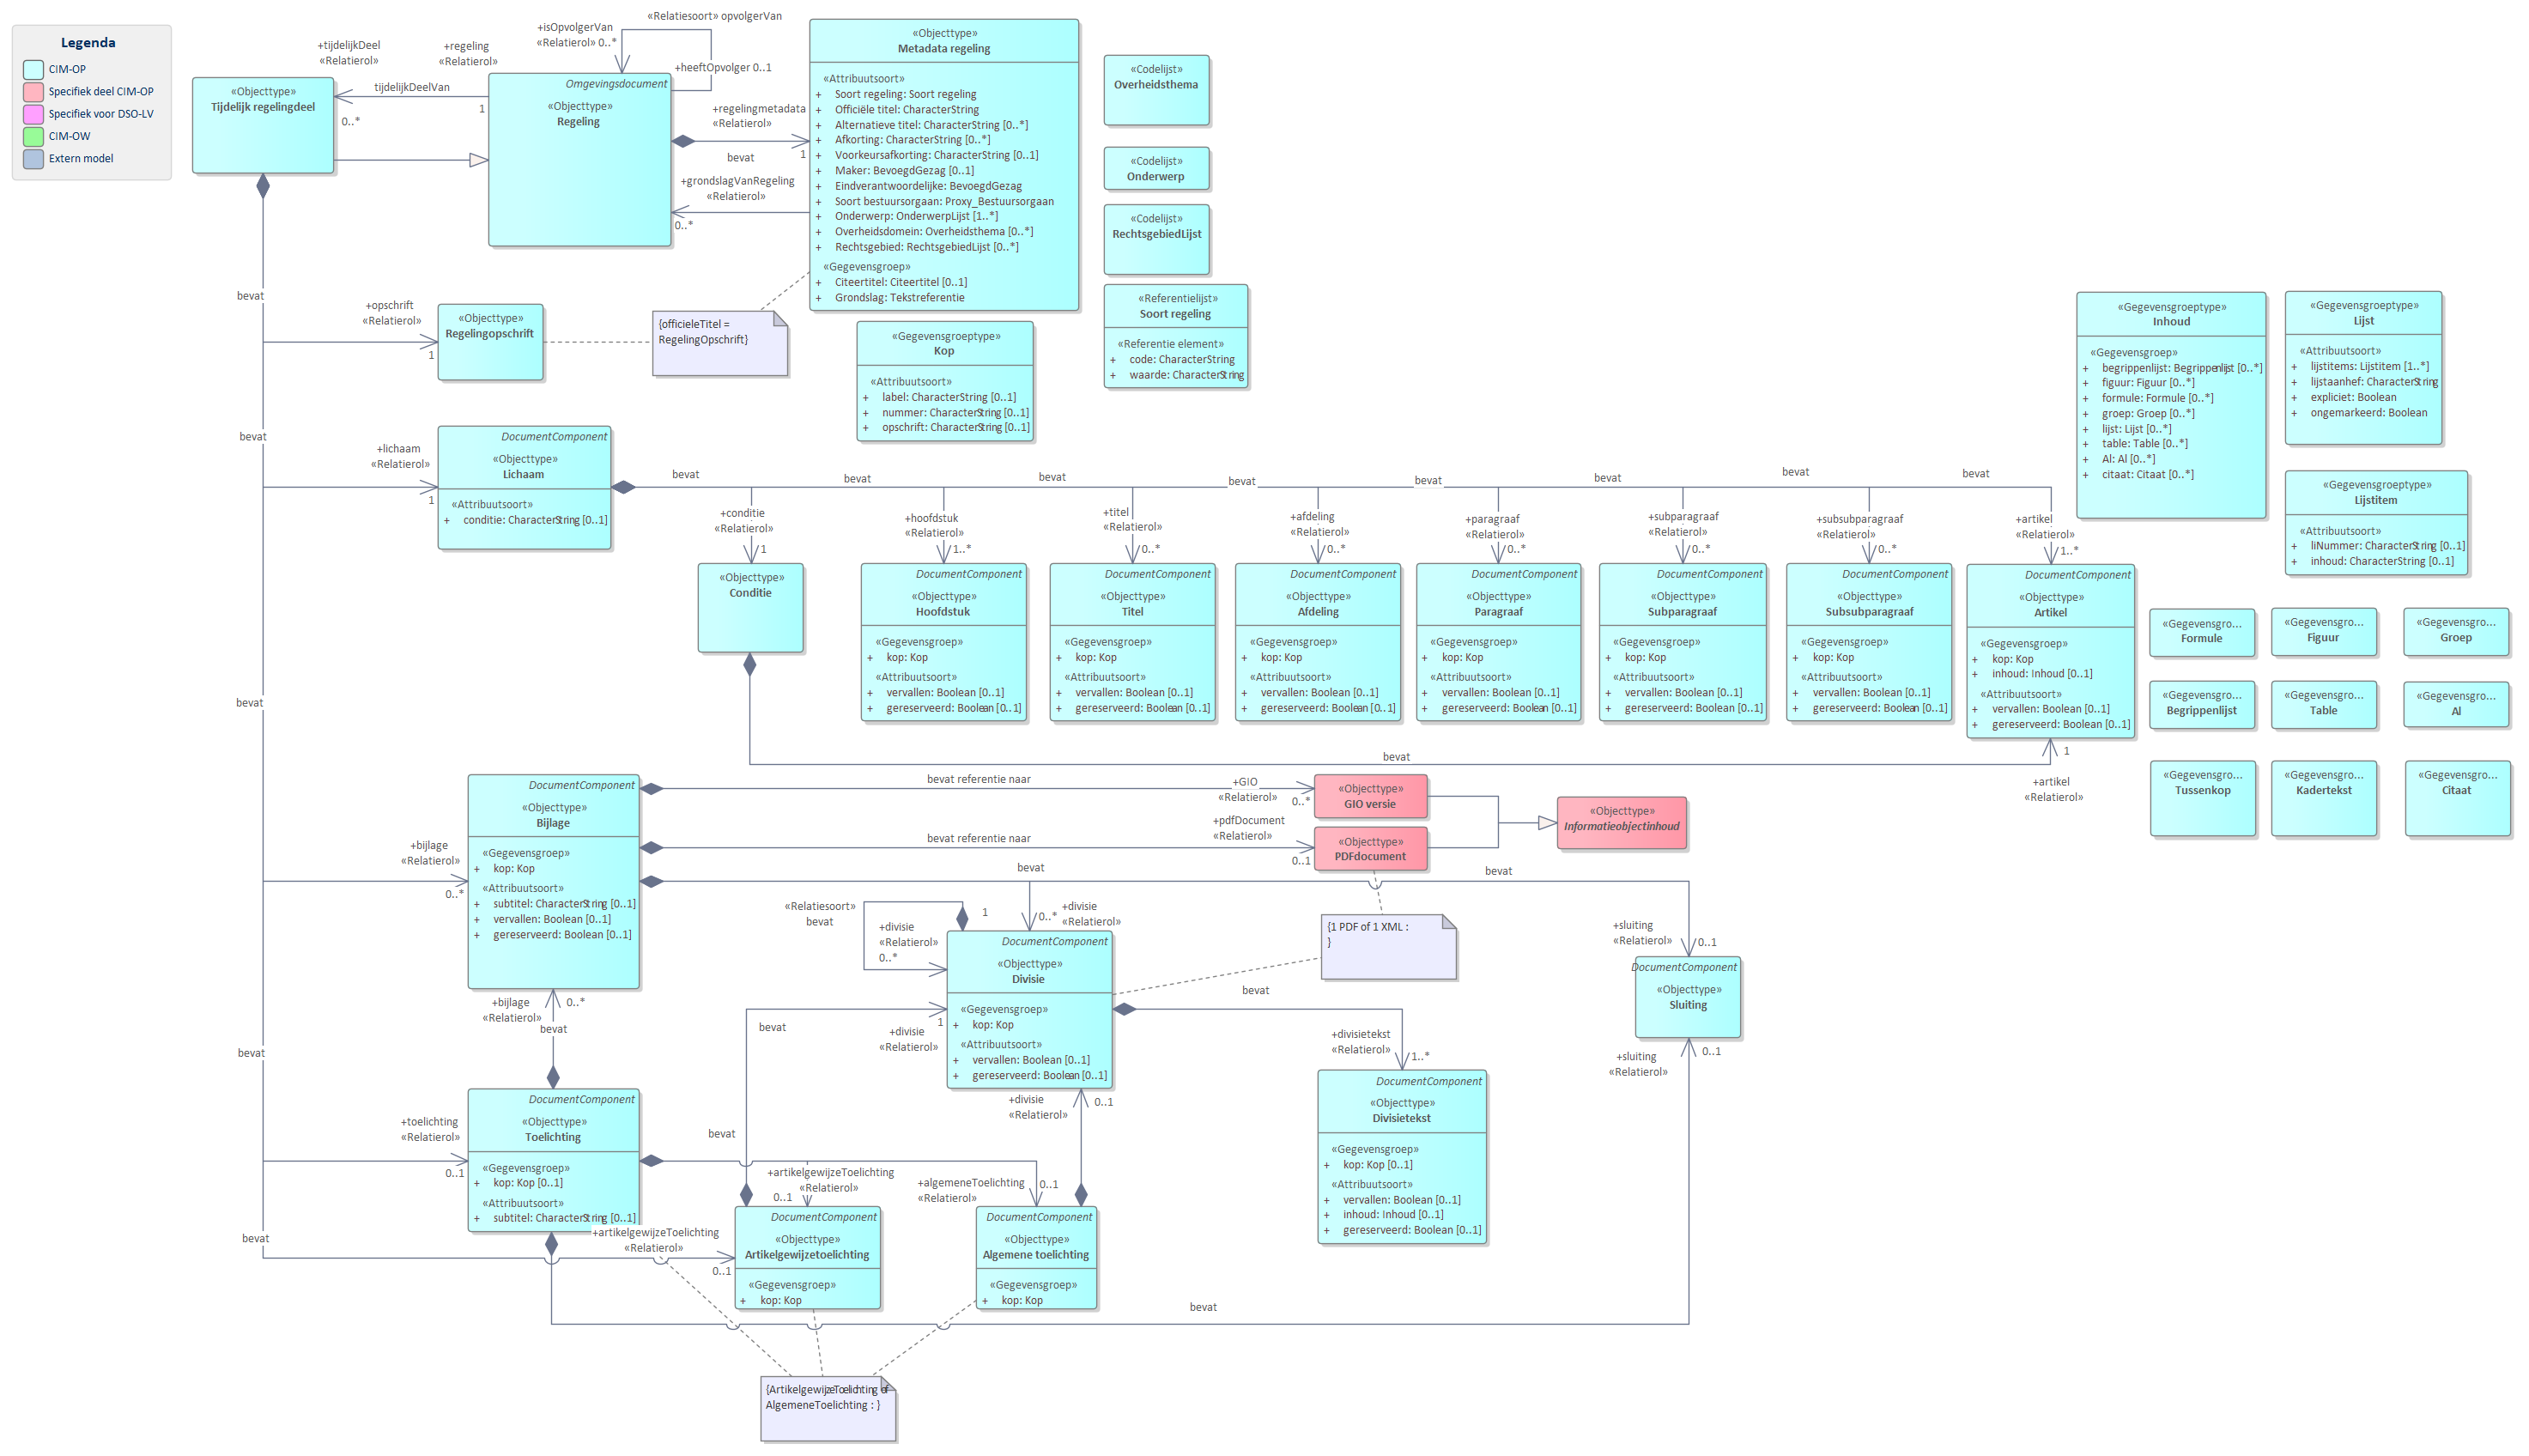 Legenda
CIM-OP
Specifiek deel CIM-OP
Specifiek voor DSO-LV
CIM-OW
Extern model
+tijdelijkDeel
«Relatierol»
+regeling
«Relatierol»
tijdelijkDeelVan
1
0..*
«Objecttype»
Tijdelijk regelingdeel
+isOpvolgerVan
«Relatierol» 0..*
«Relatiesoort» opvolgerVan
+heeftOpvolger 0..1
Omgevingsdocument
«Objecttype»
Regeling
+regelingmetadata
«Relatierol»
bevat
1
+grondslagVanRegeling
«Relatierol»
0..*
«Objecttype»
Metadata regeling
«Attribuutsoort»
+ Soort regeling: Soort regeling
+ Officiële titel: CharacterString
+ Alternatieve titel: CharacterString [0..*]
+ Afkorting: CharacterString [0..*]
+ Voorkeursafkorting: CharacterString [0..1]
+ Maker: BevoegdGezag [0..1]
+ Eindverantwoordelijke: BevoegdGezag
+ Soort bestuursorgaan: Proxy_Bestuursorgaan
+ Onderwerp: OnderwerpLijst [1..*]
+ Overheidsdomein: Overheidsthema [0..*]
+ Rechtsgebied: RechtsgebiedLijst [0..*]
«Gegevensgroep»
+ Citeertitel: Citeertitel [0..1]
+ Grondslag: Tekstreferentie
«Codelijst»
Overheidsthema
«Codelijst»
Onderwerp
«Codelijst»
RechtsgebiedLijst
«Referentielijst»
Soort regeling
«Referentie element»
+ code: CharacterString
+ waarde: CharacterString
bevat
+opschrift
«Relatierol»
1
«Objecttype»
Regelingopschrift
{officieleTitel =
RegelingOpschrift}
«Gegevensgroeptype»
Kop
«Attribuutsoort»
+ label: CharacterString [0..1]
+ nummer: CharacterString [0..1]
+ opschrift: CharacterString [0..1]
«Gegevensgroeptype»
Inhoud
«Gegevensgroep»
+ begrippenlijst: Begrippenlijst [0..*]
+ figuur: Figuur [0..*]
+ formule: Formule [0..*]
+ groep: Groep [0..*]
+ lijst: Lijst [0..*]
+ table: Table [0..*]
+ Al: Al [0..*]
+ citaat: Citaat [0..*]
«Gegevensgroeptype»
Lijst
«Attribuutsoort»
+ lijstitems: Lijstitem [1..*]
+ lijstaanhef: CharacterString
+ expliciet: Boolean
+ ongemarkeerd: Boolean
«Gegevensgroeptype»
Lijstitem
«Attribuutsoort»
+ liNummer: CharacterString [0..1]
+ inhoud: CharacterString [0..1]
bevat
+lichaam
«Relatierol»
1
DocumentComponent
«Objecttype»
Lichaam
«Attribuutsoort»
+ conditie: CharacterString [0..1]
bevat
bevat
bevat
bevat
bevat
bevat
bevat
bevat
+conditie
«Relatierol»
1
+hoofdstuk
«Relatierol»
1..*
+titel
«Relatierol»
0..*
+afdeling
«Relatierol»
0..*
+paragraaf
«Relatierol»
0..*
+subparagraaf
«Relatierol»
0..*
+subsubparagraaf
«Relatierol»
0..*
+artikel
«Relatierol»
1..*
«Objecttype»
Conditie
DocumentComponent
«Objecttype»
Hoofdstuk
«Gegevensgroep»
+ kop: Kop
«Attribuutsoort»
+ vervallen: Boolean [0..1]
+ gereserveerd: Boolean [0..1]
DocumentComponent
«Objecttype»
Titel
«Gegevensgroep»
+ kop: Kop
«Attribuutsoort»
+ vervallen: Boolean [0..1]
+ gereserveerd: Boolean [0..1]
DocumentComponent
«Objecttype»
Afdeling
«Gegevensgroep»
+ kop: Kop
«Attribuutsoort»
+ vervallen: Boolean [0..1]
+ gereserveerd: Boolean [0..1]
DocumentComponent
«Objecttype»
Paragraaf
«Gegevensgroep»
+ kop: Kop
«Attribuutsoort»
+ vervallen: Boolean [0..1]
+ gereserveerd: Boolean [0..1]
DocumentComponent
«Objecttype»
Subparagraaf
«Gegevensgroep»
+ kop: Kop
«Attribuutsoort»
+ vervallen: Boolean [0..1]
+ gereserveerd: Boolean [0..1]
DocumentComponent
«Objecttype»
Subsubparagraaf
«Gegevensgroep»
+ kop: Kop
«Attribuutsoort»
+ vervallen: Boolean [0..1]
+ gereserveerd: Boolean [0..1]
DocumentComponent
«Objecttype»
Artikel
«Gegevensgroep»
+ kop: Kop
+ inhoud: Inhoud [0..1]
«Attribuutsoort»
+ vervallen: Boolean [0..1]
+ gereserveerd: Boolean [0..1]
«Gegevensgro...
Formule
«Gegevensgro...
Figuur
«Gegevensgro...
Groep
«Gegevensgro...
Begrippenlijst
«Gegevensgro...
Table
«Gegevensgro...
Al
«Gegevensgro...
Tussenkop
«Gegevensgro...
Kadertekst
«Gegevensgro...
Citaat
bevat
bevat
1
+artikel
«Relatierol»
+bijlage
«Relatierol»
0..*
DocumentComponent
«Objecttype»
Bijlage
«Gegevensgroep»
+ kop: Kop
«Attribuutsoort»
+ subtitel: CharacterString [0..1]
+ vervallen: Boolean [0..1]
+ gereserveerd: Boolean [0..1]
bevat referentie naar
+GIO
«Relatierol»
0..*
«Objecttype»
GIO versie
bevat referentie naar
+pdfDocument
«Relatierol»
0..1
«Objecttype»
PDFdocument
«Objecttype»
Informatieobjectinhoud
bevat
bevat
«Relatiesoort»
bevat
1
+divisie
«Relatierol»
0..*
0..*
+divisie
«Relatierol»
DocumentComponent
«Objecttype»
Divisie
«Gegevensgroep»
+ kop: Kop
«Attribuutsoort»
+ vervallen: Boolean [0..1]
+ gereserveerd: Boolean [0..1]
{1 PDF of 1 XML :
}
+sluiting
«Relatierol»
0..1
DocumentComponent
«Objecttype»
Sluiting
+sluiting
«Relatierol»
0..1
bevat
+divisietekst
«Relatierol»
1..*
DocumentComponent
«Objecttype»
Divisietekst
«Gegevensgroep»
+ kop: Kop [0..1]
«Attribuutsoort»
+ vervallen: Boolean [0..1]
+ inhoud: Inhoud [0..1]
+ gereserveerd: Boolean [0..1]
+bijlage
«Relatierol»
0..*
bevat
bevat
1
+divisie
«Relatierol»
bevat
+toelichting
«Relatierol»
0..1
DocumentComponent
«Objecttype»
Toelichting
«Gegevensgroep»
+ kop: Kop [0..1]
«Attribuutsoort»
+ subtitel: CharacterString [0..1]
bevat
+divisie
«Relatierol»
0..1
+artikelgewijzeToelichting
«Relatierol»
0..1
+algemeneToelichting
«Relatierol»
0..1
bevat
+artikelgewijzeToelichting
«Relatierol»
0..1
DocumentComponent
«Objecttype»
Artikelgewijzetoelichting
«Gegevensgroep»
+ kop: Kop
DocumentComponent
«Objecttype»
Algemene toelichting
«Gegevensgroep»
+ kop: Kop
bevat
{ArtikelgewijzeToelichting of
AlgemeneToelichting : }